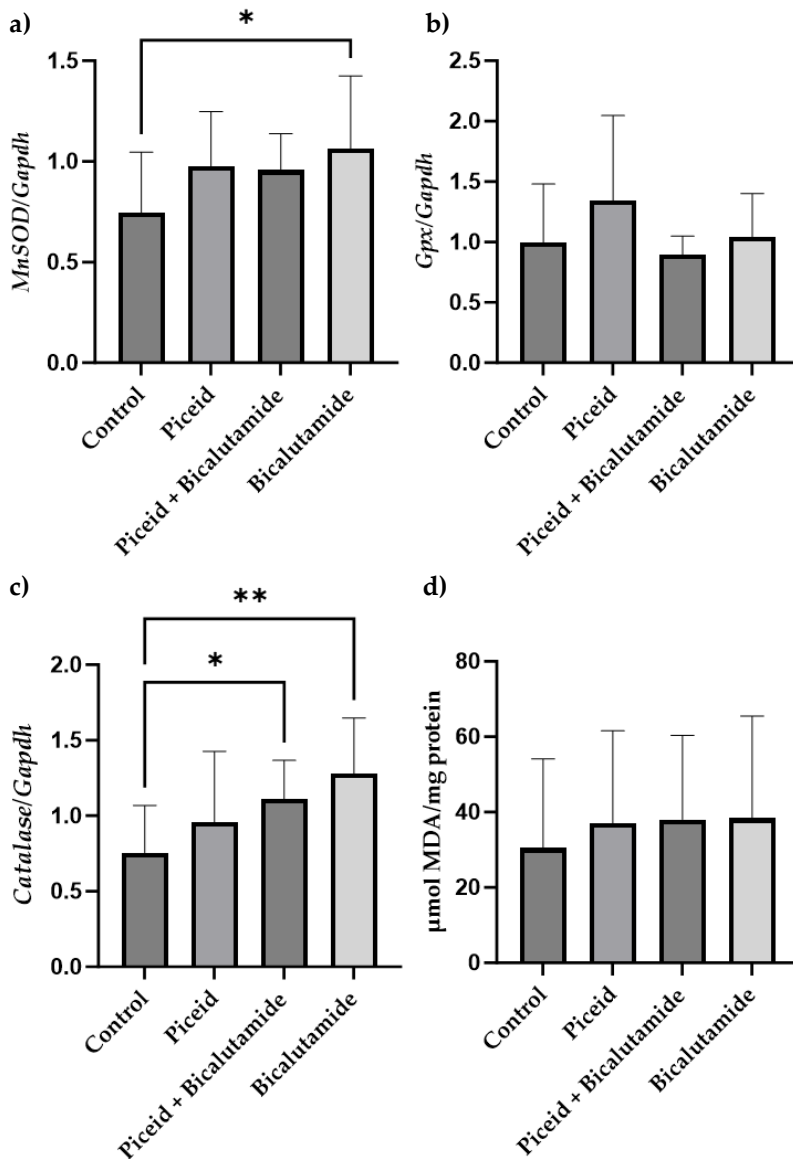 a)
*
MnSOD/Gapdh
1.5
1.0
0.5
0.0
Control
Piceid
Piceid + Bicalutamide
Bicalutamide
b)
Gpx/Gapdh
2.5
2.0
1.5
1.0
0.5
0.0
Control
Piceid
Piceid + Bicalutamide
Bicalutamide
c)
**
*
Catalase/Gapdh
2.0
1.5
1.0
0.5
0.0
Control
Piceid
Piceid + Bicalutamide
Bicalutamide
d)
µmol MDA/mg protein
80
60
40
20
0
Control
Piceid
Piceid + Bicalutamide
Bicalutamide